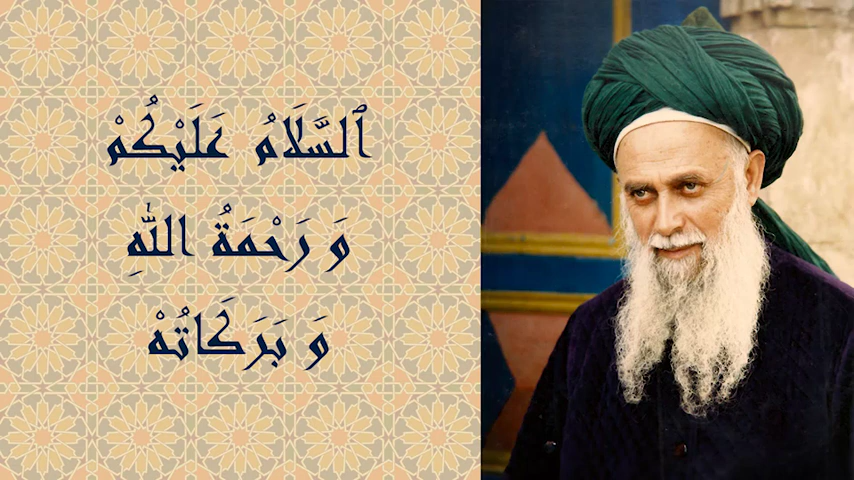 ٱلسَّلَامُ عَلَيْكُمْ
وَ رَحْمَةُ اللّٰهِ
وَ بَرَكَاتُهْ